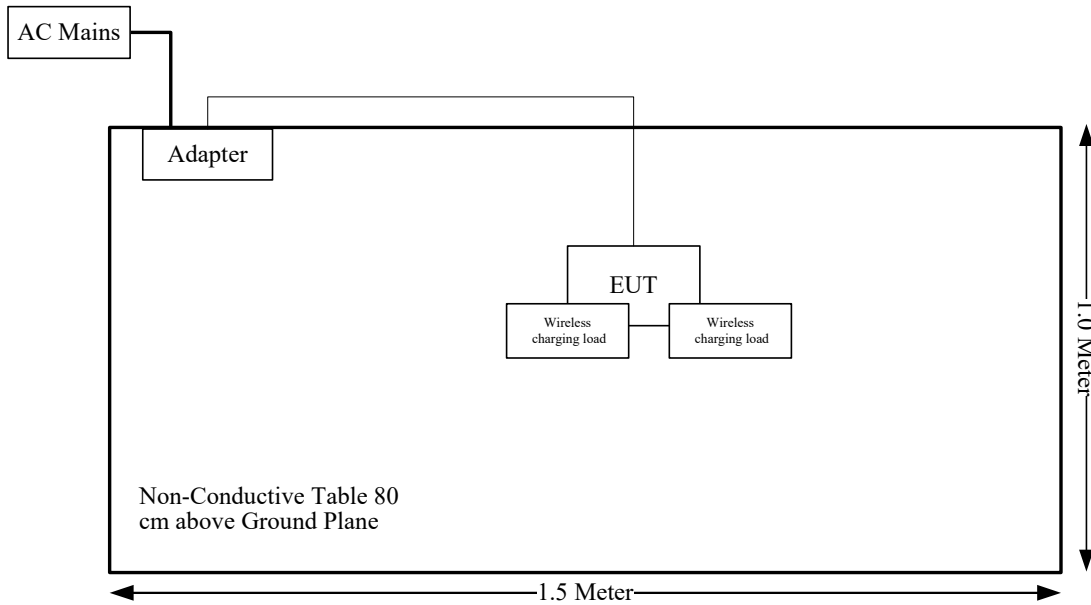 AC Mains
Adapter
EUT
Wireless
charging load
Wireless
charging load
1.0 Meter
Non-Conductive Table 80
cm above Ground Plane
1.5 Meter